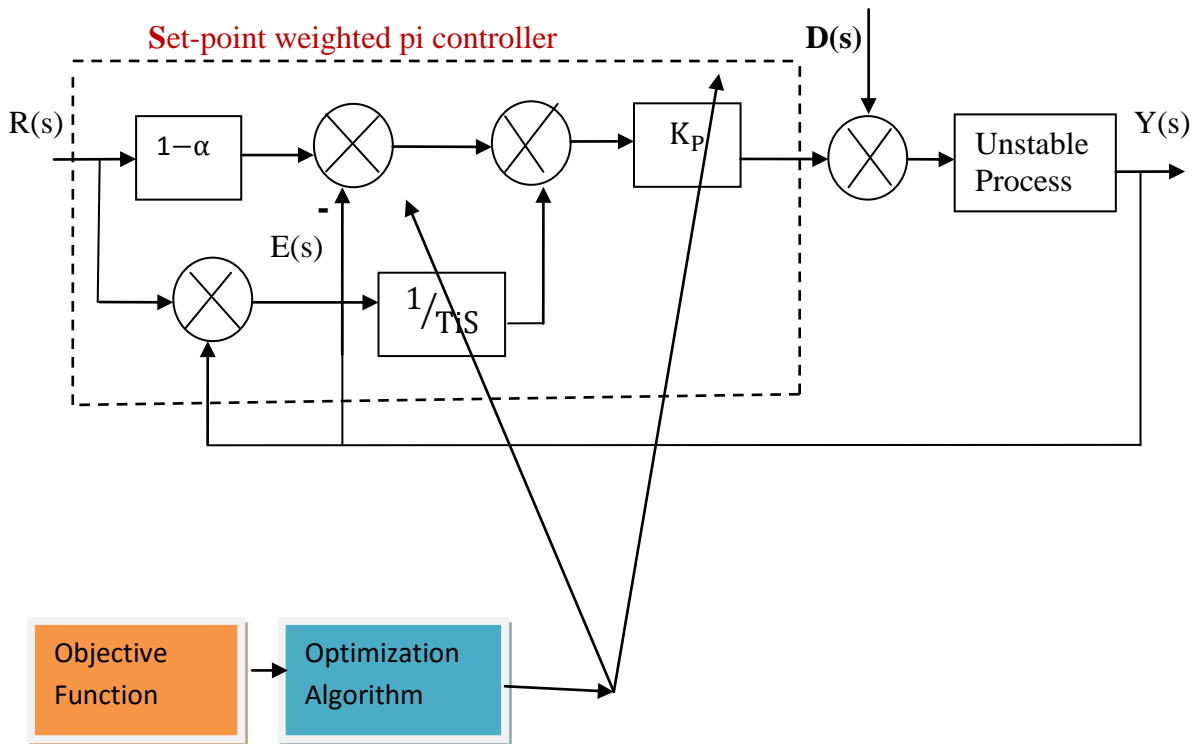 Set-point weighted pi controller
D(s)
R(s)
1−α
K_P
Unstable
Process
Y(s)
-
E(s)
1/TiS
Objective
Function
Optimization
Algorithm